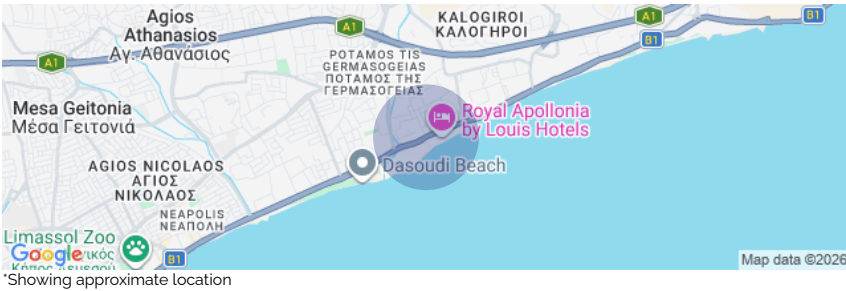 Agios
Athanasios
Αγ. Αθανάσιος
KALOGIROI
ΚΑΛΟΓΗΡΟΙ
A1
B1
A1
B1
A1
POTAMOS TIS
GERMASOGEIAS
ΠΟΤΑΜΟΣ ΤΗΣ
ΓΕΡΜΑΣΟΓΕΙΑΣ
Mesa Geitonia
Μέσα Γειτονιά
Royal Apollonia
by Louis Hotels
Dasoudi Beach
AGIOS NICOLAOS
ΑΓΙΟΣ
ΝΙΚΟΛΑΟΣ
NEAPOLIS
ΝΕΑΠΟΛΗ
Limassol Zoo
Google
B1
Map data ©2026
*Showing approximate location